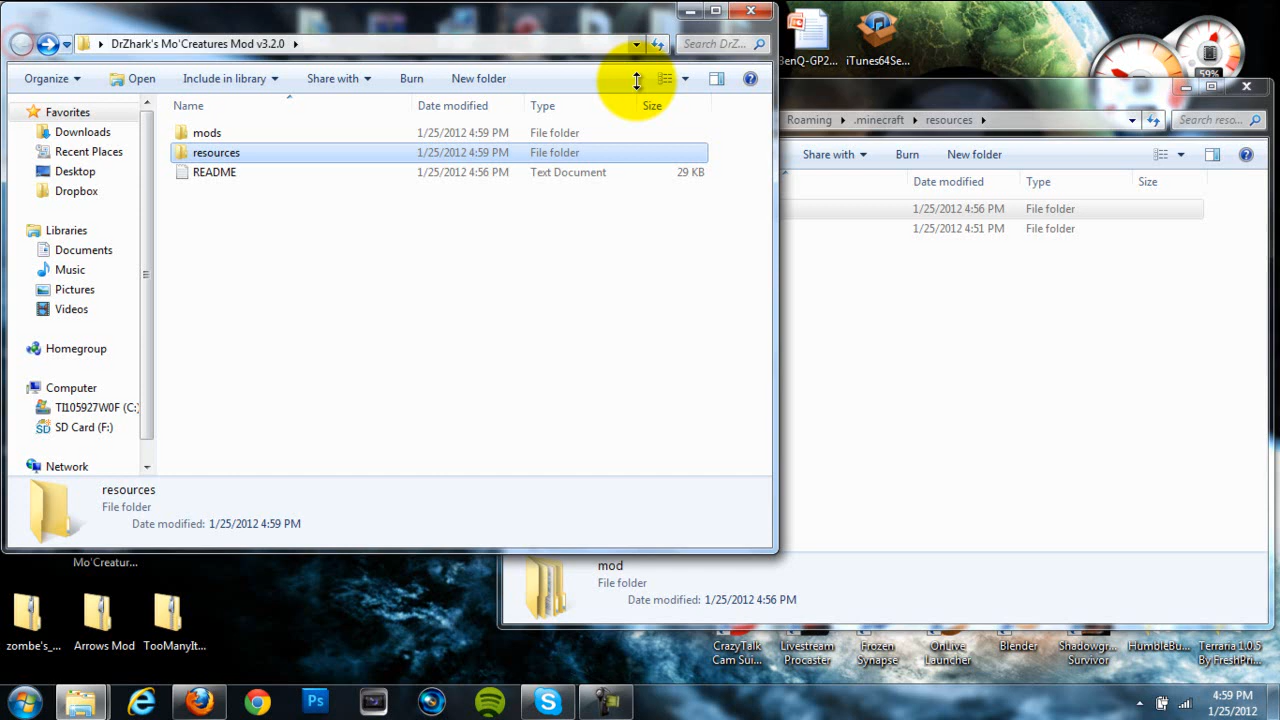 DrZhark's Mo'Creatures Mod v3.2.0
Search DrZ...
Organize
Open
Include in library
Share with
Burn
New folder
Name
Date modified
Type
Size
mods
1/25/2012 4:59 PM
File folder
resources
1/25/2012 4:59 PM
File folder
README
1/25/2012 4:56 PM
Text Document
29 KB
Favorites
Downloads
Recent Places
Desktop
Dropbox
Libraries
Documents
Music
Pictures
Videos
Homegroup
Computer
TI105927W0F (C:)
SD Card (F:)
Network
resources
File folder
Date modified: 1/25/2012 4:59 PM
BenQ-GP2...
iTunes64Se...
59%
Roaming
.minecraft
resources
Search reso...
Share with
Burn
New folder
Date modified
Type
Size
1/25/2012 4:56 PM
File folder
1/25/2012 4:51 PM
File folder
mod
File folder
Date modified: 1/25/2012 4:56 PM
Mo'Creatur...
zombe's_...
Arrows Mod
TooManyIt...
CrazyTalk
Cam Sui...
Livestream
Procaster
Frozen
Synapse
OnLive
Launcher
Blender
Shadowgr...
Survivor
HumbleBu...
Terraria 1.0.5
By FreshPri...
Ps
4:59 PM
1/25/2012